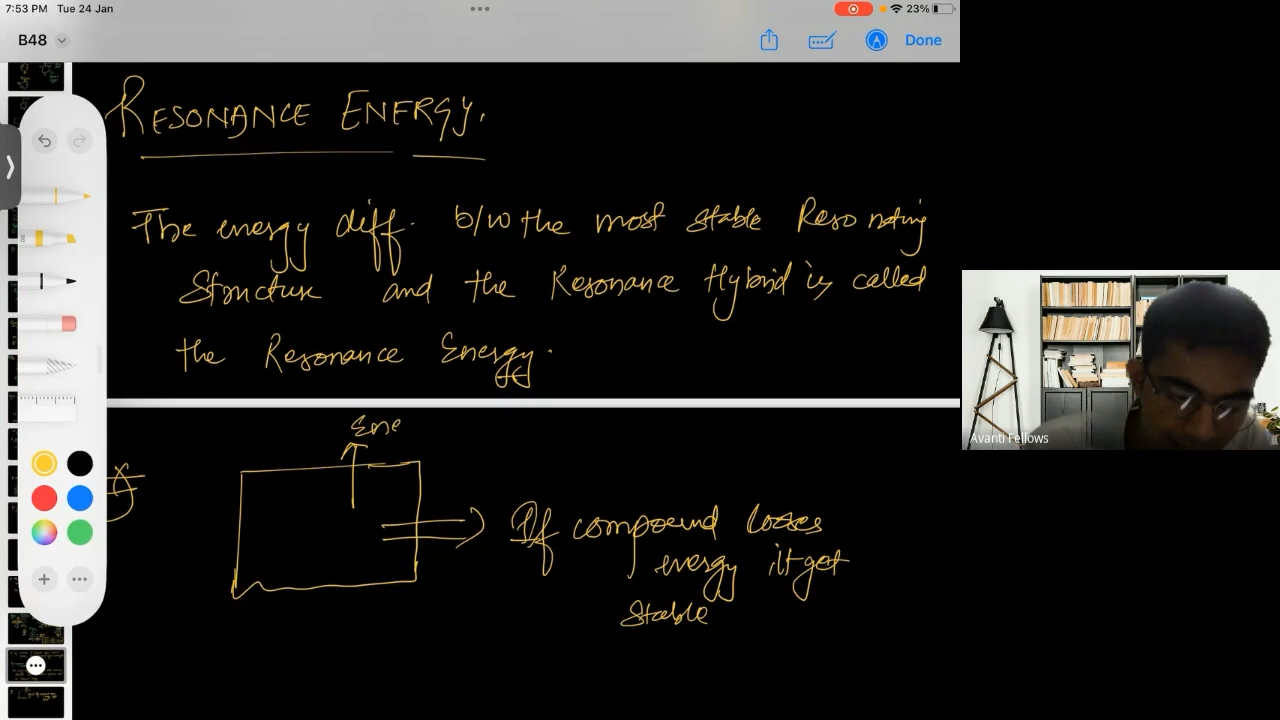 7:53 PM Tue 24 Jan
23%
B48
Done
RESONANCE ENERGY.
The energy diff. b/w the most stable Resonating
Structure and the Resonance Hybrid is called
the Resonance Energy.
Ene
If compound looses
energy it get
Stable
Avanti Fellows